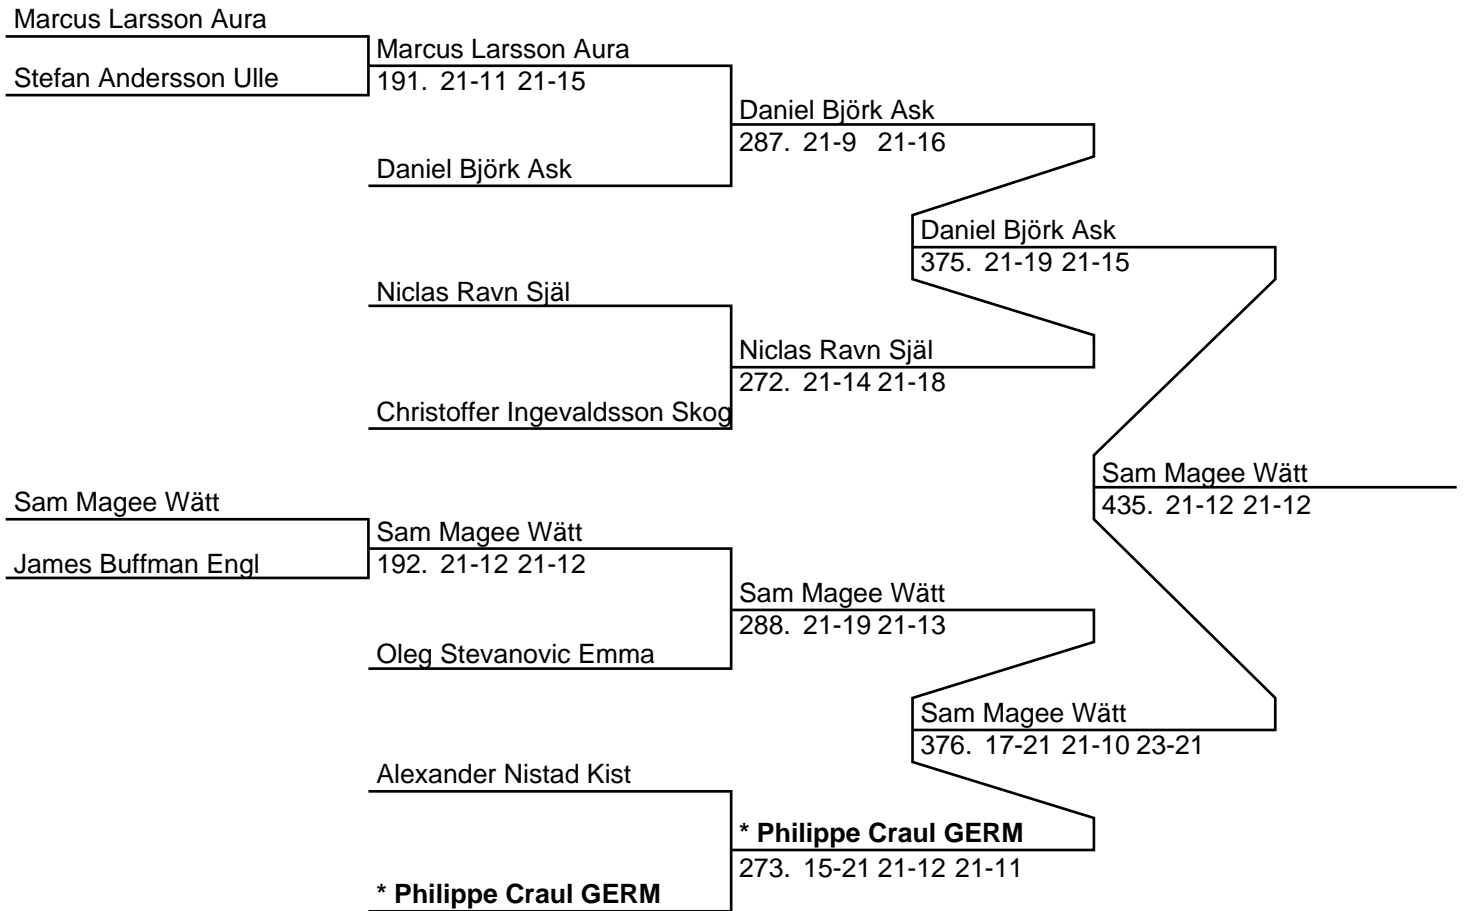 Marcus Larsson Aura
Marcus Larsson Aura
Stefan Andersson Ulle
191. 21-11 21-15
Daniel Björk Ask
287. 21-9 21-16
Daniel Björk Ask
Daniel Björk Ask
375. 21-19 21-15
Niclas Ravn Själ
Niclas Ravn Själ
272. 21-14 21-18
Christoffer Ingevaldsson Skog
Sam Magee Wätt
435. 21-12 21-12
Sam Magee Wätt
Sam Magee Wätt
James Buffman Engl
192. 21-12 21-12
Sam Magee Wätt
288. 21-19 21-13
Oleg Stevanovic Emma
Sam Magee Wätt
376. 17-21 21-10 23-21
Alexander Nistad Kist
* Philippe Craul GERM
273. 15-21 21-12 21-11
* Philippe Craul GERM